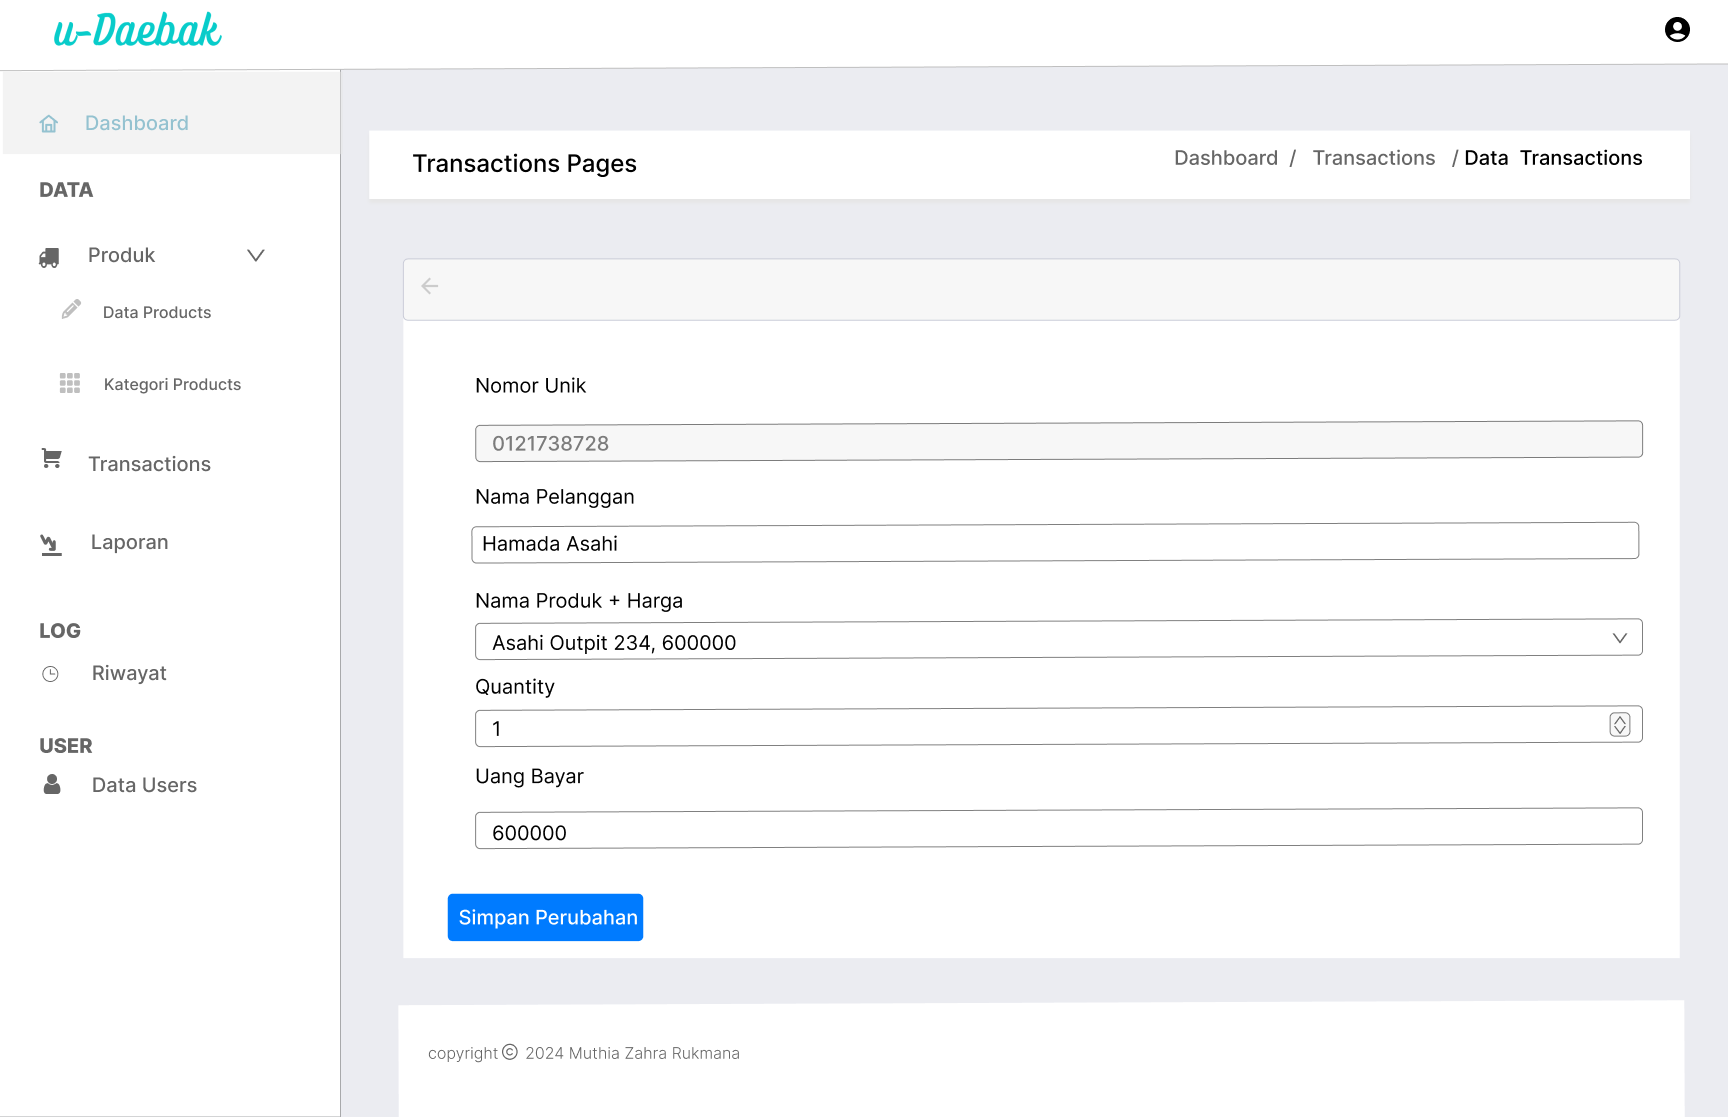 u-Daebak
Dashboard
DATA
Produk
Data Products
Kategori Products
Transactions
Laporan
LOG
Riwayat
USER
Data Users
Transactions Pages
Dashboard / Transactions / Data Transactions
Nomor Unik
0121738728
Nama Pelanggan
Hamada Asahi
Nama Produk + Harga
Asahi Outpit 234, 600000
Quantity
1
Uang Bayar
600000
Simpan Perubahan
copyright © 2024 Muthia Zahra Rukmana